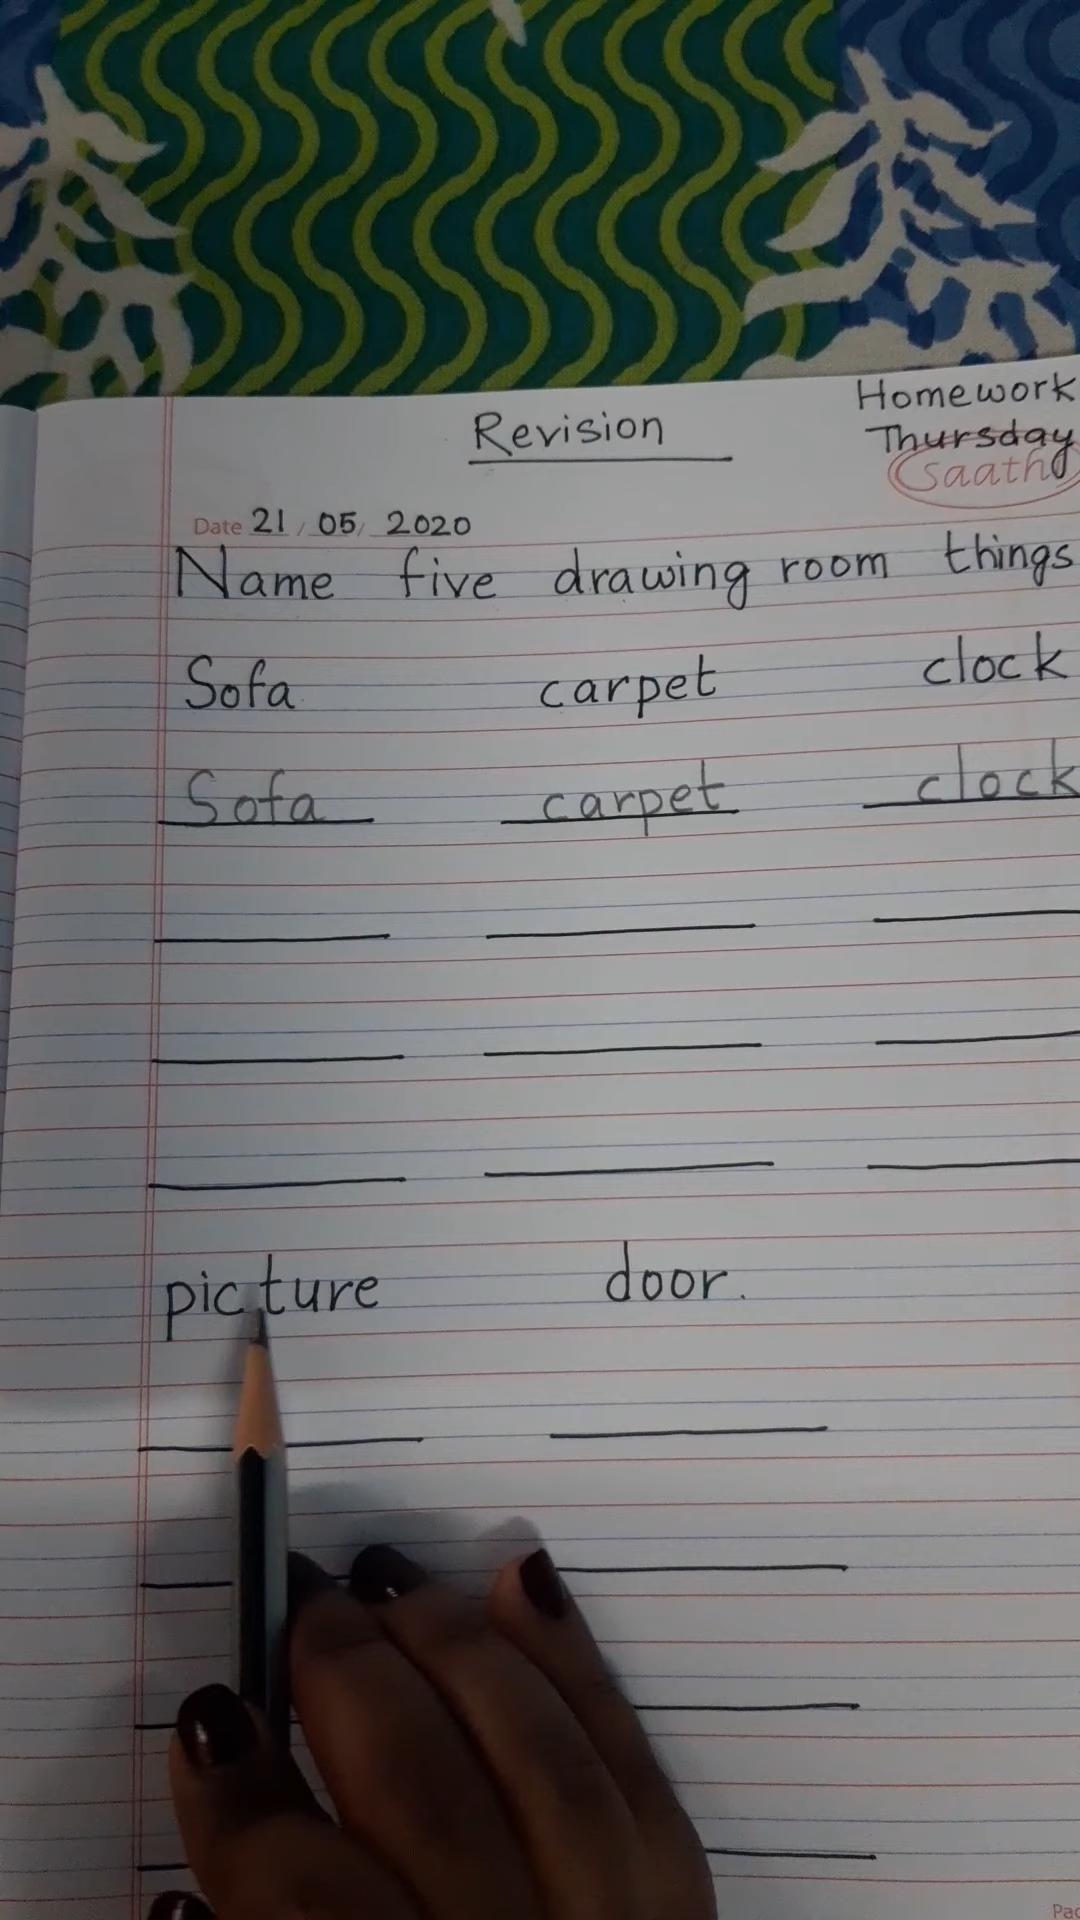 Homework
Revision
Thursday
saath
Date 21/05/2020
Name five drawing room things
Sofa carpet clock
Sofa carpet clock
picture door.